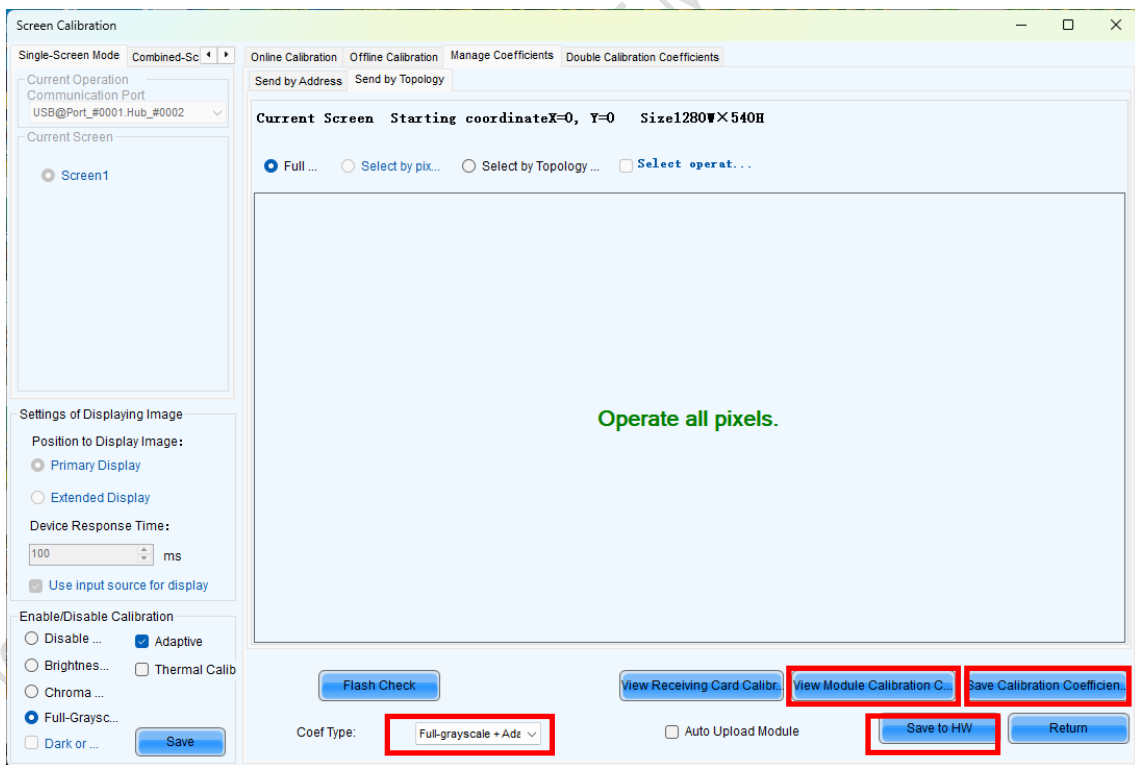 Screen Calibration
Single-Screen Mode Combined-Sc
Current Operation
Communication Port
USB@Port_#0001.Hub_#0002
Current Screen
Screen1
Settings of Displaying Image
Position to Display Image:
Primary Display
Extended Display
Device Response Time:
100 ms
Use input source for display
Enable/Disable Calibration
Disable ... Adaptive
Brightnes... Thermal Calib
Chroma ...
Full-Graysc...
Dark or ... Save
Online Calibration Offline Calibration Manage Coefficients Double Calibration Coefficients
Send by Address Send by Topology
Current Screen Starting coordinateX=0, Y=0 Size1280W×540H
Full ... Select by pix... Select by Topology ... Select operat...
Operate all pixels.
Flash Check View Receiving Card Calibr.. View Module Calibration C... Save Calibration Coefficien..
Coef Type: Full-grayscale + Ada Auto Upload Module Save to HW Return